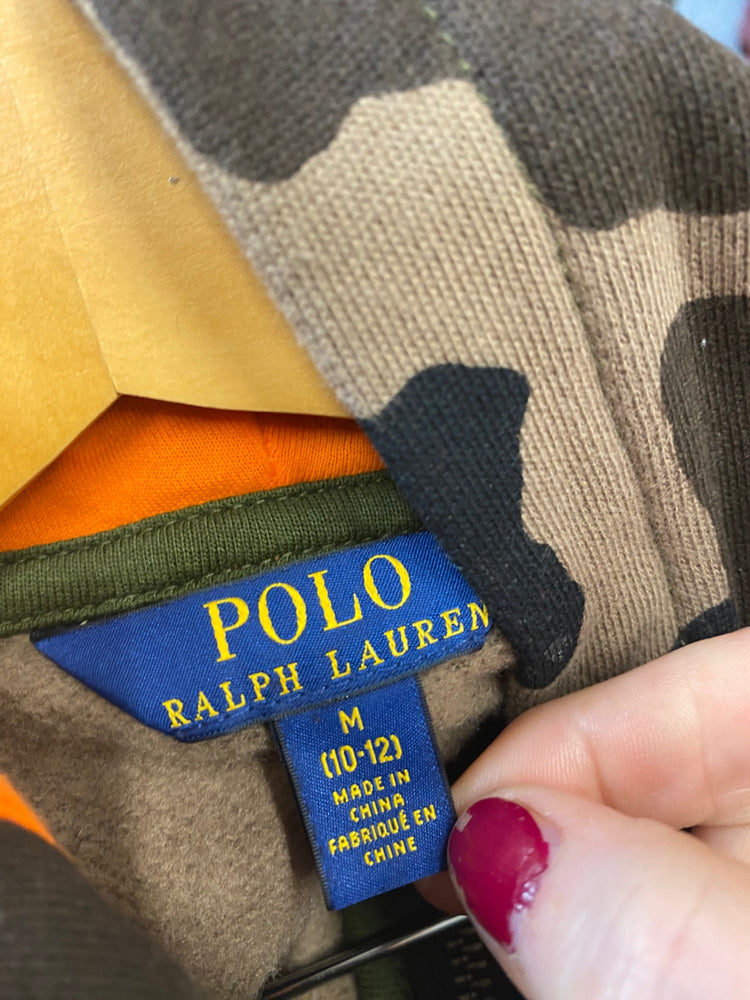 POLO
RALPH LAUREN
M
(10-12)
MADE IN
CHINA
FABRIQUÉ EN
CHINE